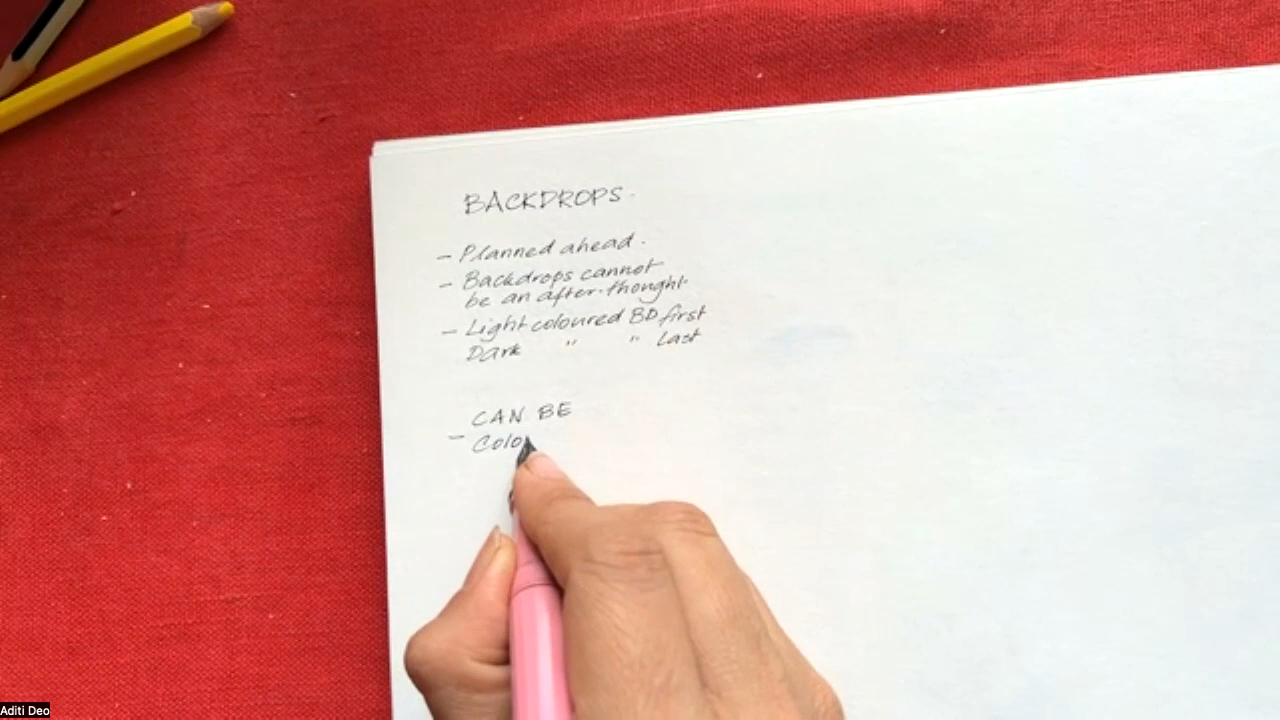 BACKDROPS.
- Planned ahead.
- Backdrops cannot
be an after-thought.
- Light coloured BD first
Dark " " Last
CAN BE
- Colo
Aditi Deo